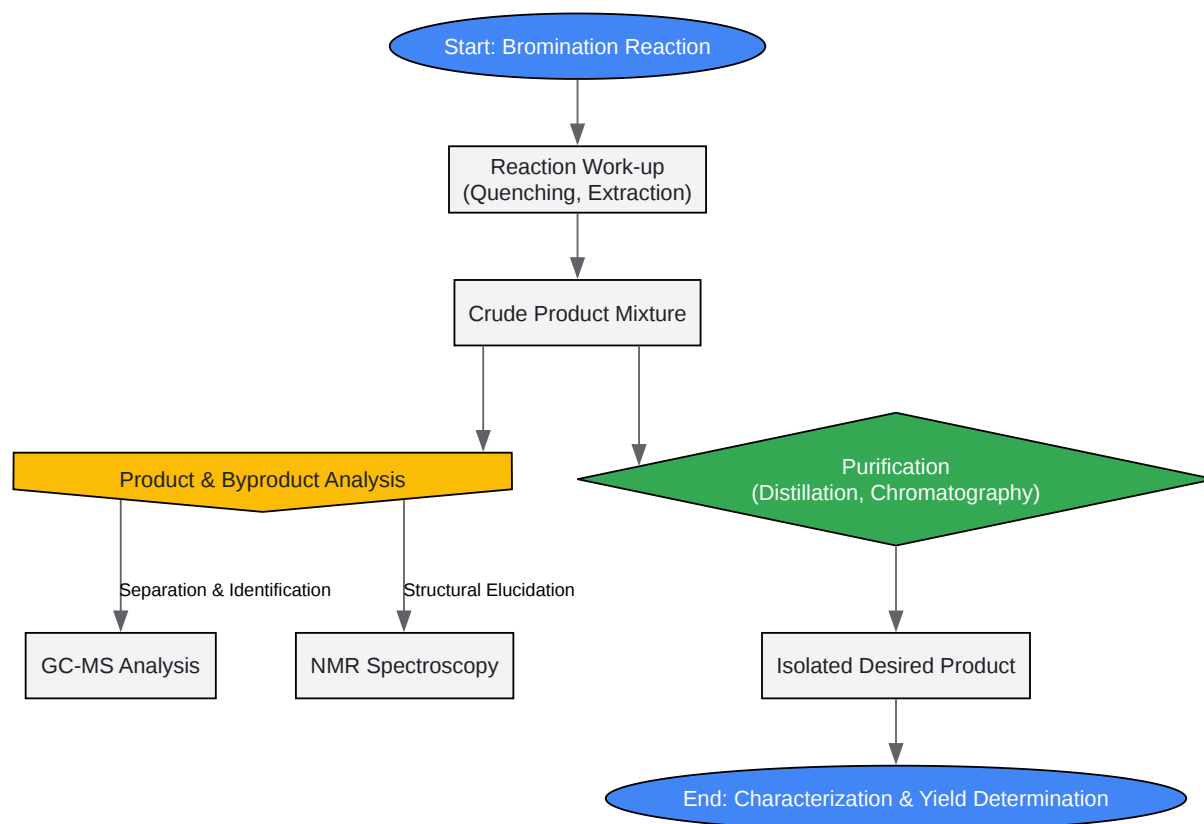 Start: Bromination Reaction
Reaction Work-up
(Quenching, Extraction)
Crude Product Mixture
Product & Byproduct Analysis
Purification
(Distillation, Chromatography)
Separation & Identification
Structural Elucidation
GC-MS Analysis
NMR Spectroscopy
Isolated Desired Product
End: Characterization & Yield Determination